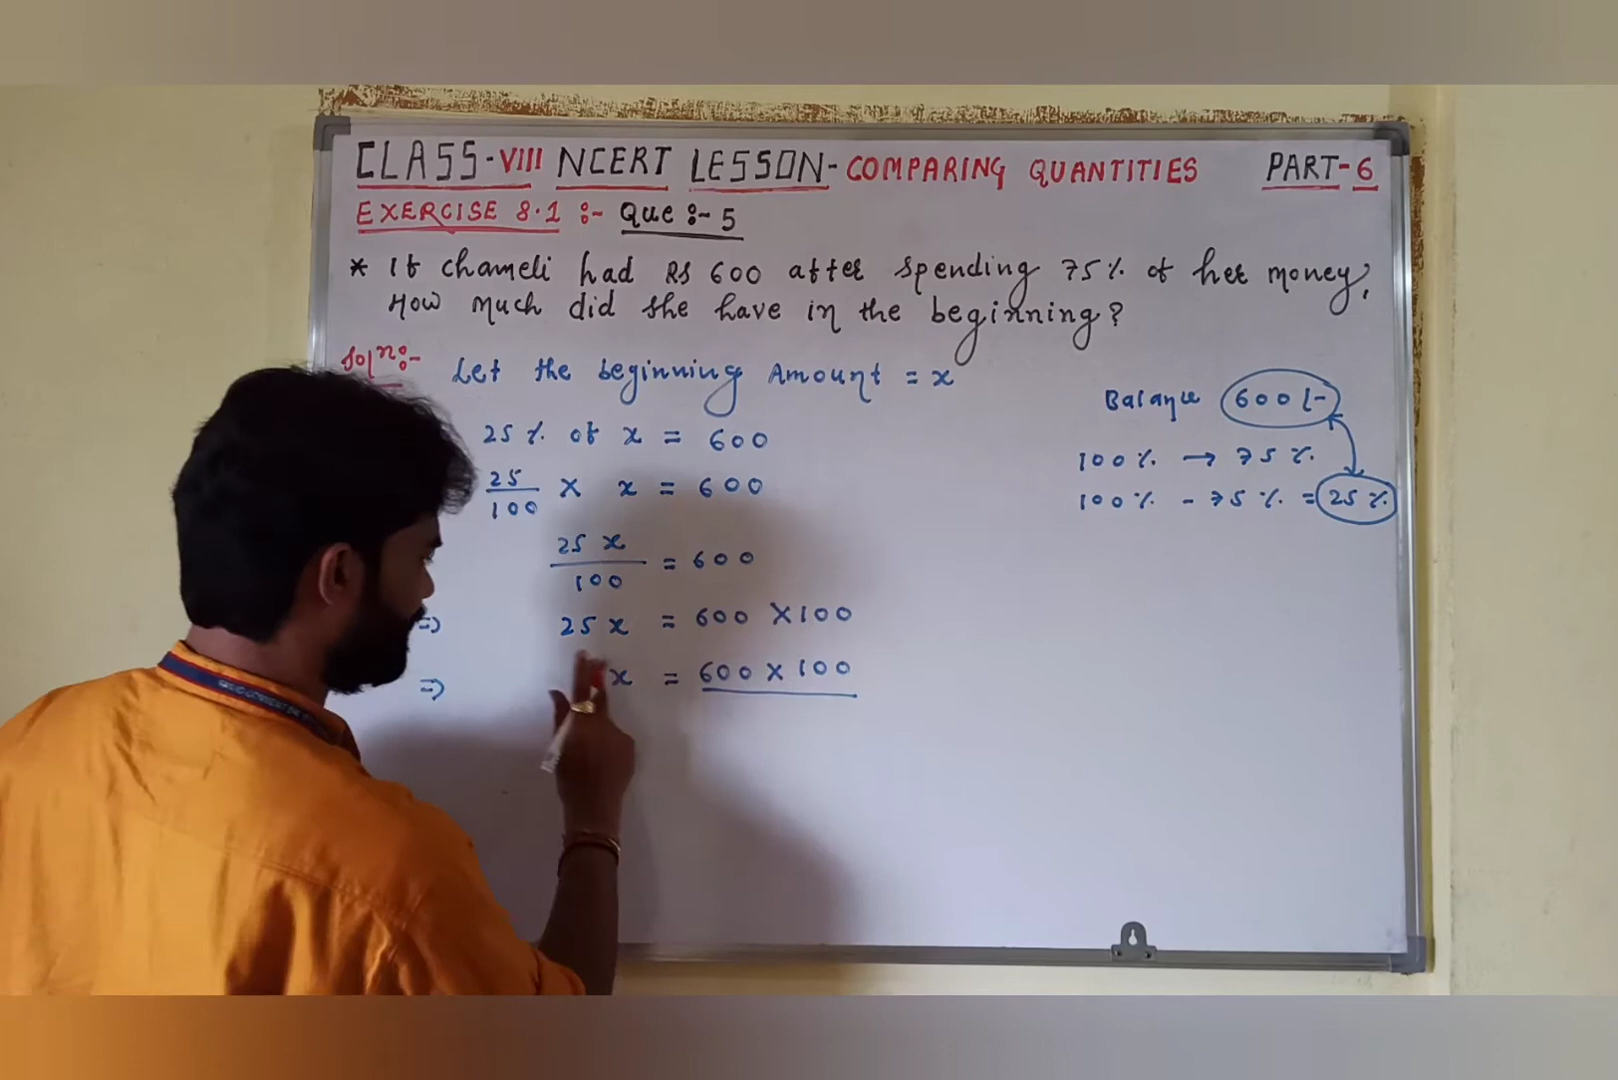 CLASS-VIII NCERT LESSON- COMPARING QUANTITIES PART-6
EXERCISE 8.1 :- Que :- 5
* If chameli had Rs 600 after spending 75% of her money,
How much did she have in the beginning?
Soln:- Let the beginning Amount = x
25% of x = 600
25/100 × x = 600
25x/100 = 600
=> 25x = 600 × 100
=> x = 600 × 100
Balance 600/-
100% → 75%.
100% - 75% = 25%